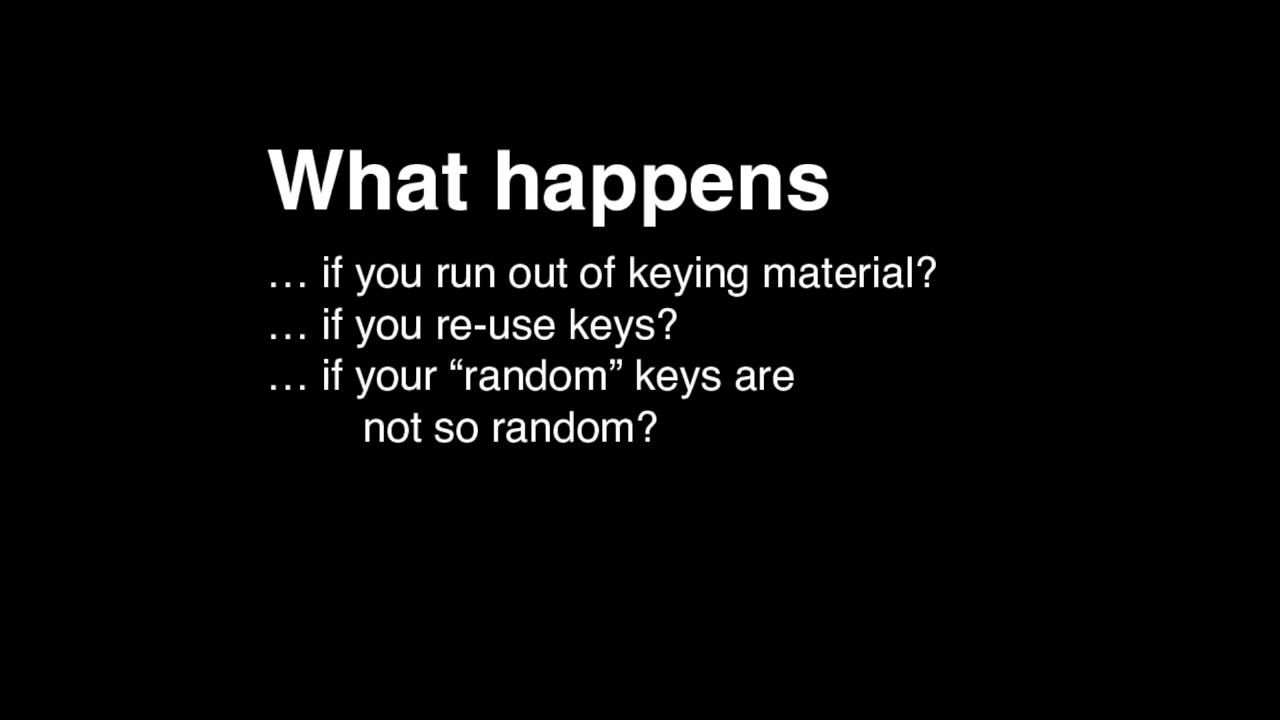 What happens
… if you run out of keying material?
… if you re-use keys?
… if your “random” keys are
not so random?